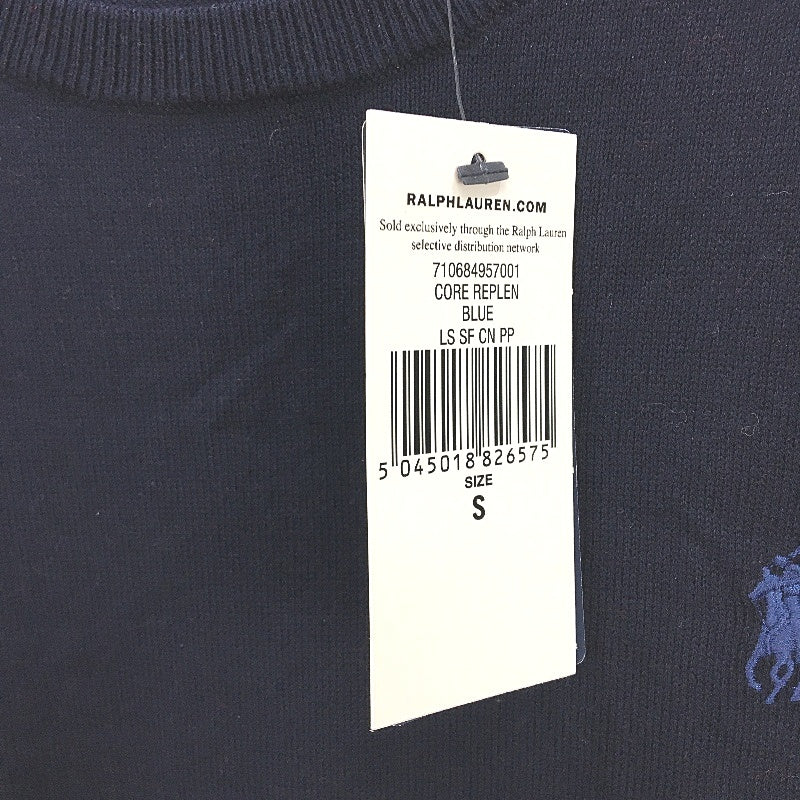 RALPHLAUREN.COM
Sold exclusively through the Ralph Lauren
selective distribution network
710684957001
CORE REPLEN
BLUE
LS SF CN PP
5 045018 826575
SIZE
S